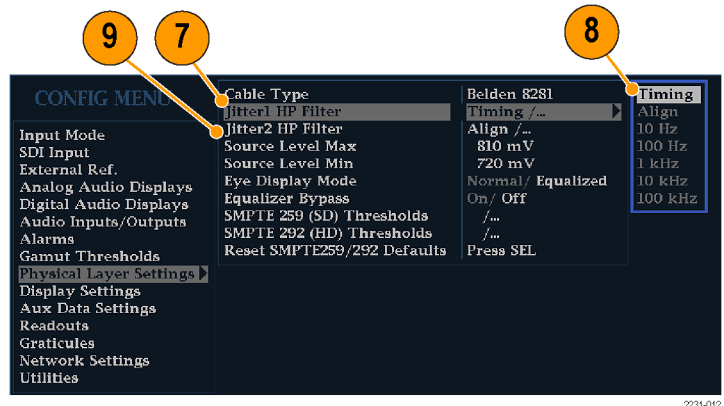 9
7
8
CONFIG MENU
Input Mode
SDI Input
External Ref.
Analog Audio Displays
Digital Audio Displays
Audio Inputs/Outputs
Alarms
Gamut Thresholds
Physical Layer Settings
Display Settings
Aux Data Settings
Readouts
Graticules
Network Settings
Utilities
Cable Type Belden 8281
Jitter1 HP Filter Timing /...
Jitter2 HP Filter Align /...
Source Level Max 810 mV
Source Level Min 720 mV
Eye Display Mode Normal/ Equalized
Equalizer Bypass On/ Off
SMPTE 259 (SD) Thresholds /...
SMPTE 292 (HD) Thresholds /...
Reset SMPTE259/292 Defaults Press SEL
Timing
Align
10 Hz
100 Hz
1 kHz
10 kHz
100 kHz
2231-012